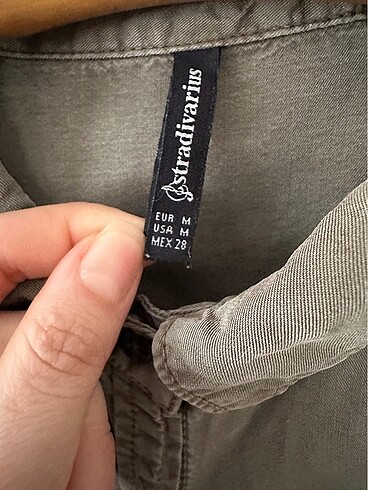 stradivarius
EUR M
USA M
MEX 28